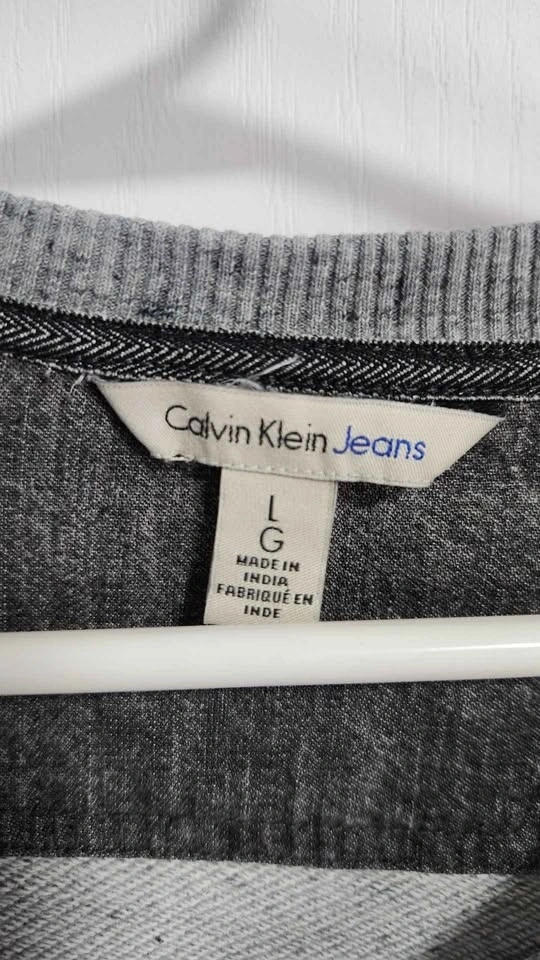 Calvin Klein Jeans
L
G
MADE IN
INDIA
FABRIQUÉ EN
INDE